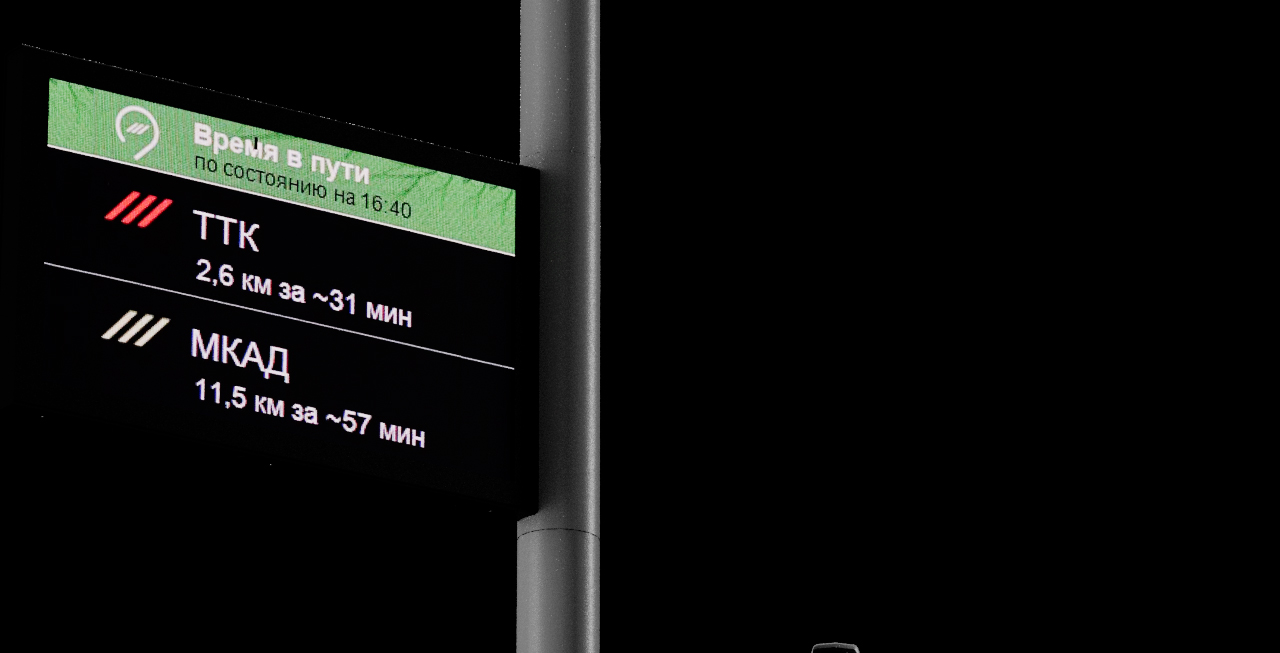 Время в пути
по состоянию на 16:40
ТТК
2,6 км за ~31 мин
МКАД
11,5 км за ~57 мин